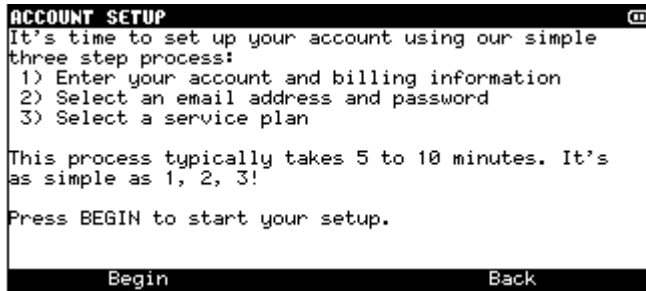 ACCOUNT SETUP
It's time to set up your account using our simple
three step process:
1) Enter your account and billing information
2) Select an email address and password
3) Select a service plan
This process typically takes 5 to 10 minutes. It's
as simple as 1, 2, 3!
Press BEGIN to start your setup.
Begin Back